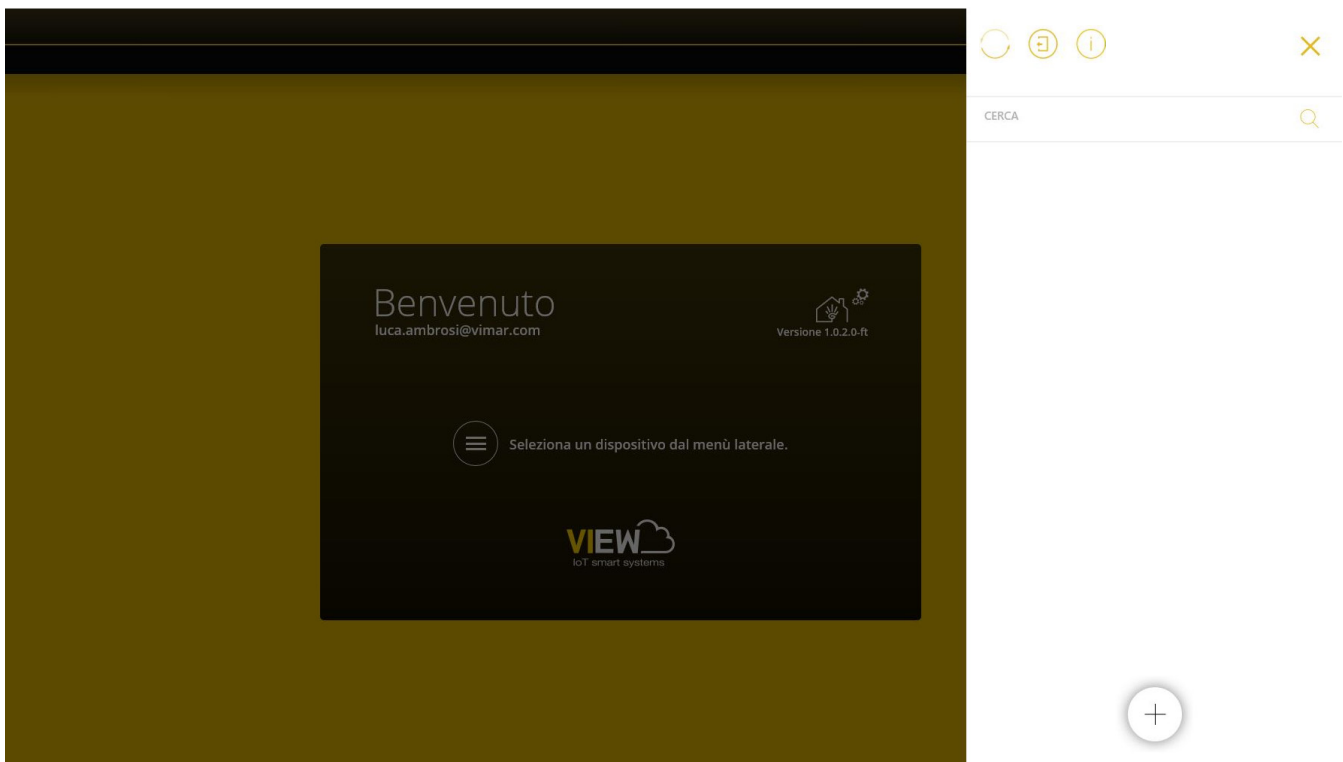 CERCA
Benvenuto
luca.ambrosi@vimar.com
Versione 1.0.2.0-ft
Seleziona un dispositivo dal menù laterale.
VIEW
IoT smart systems